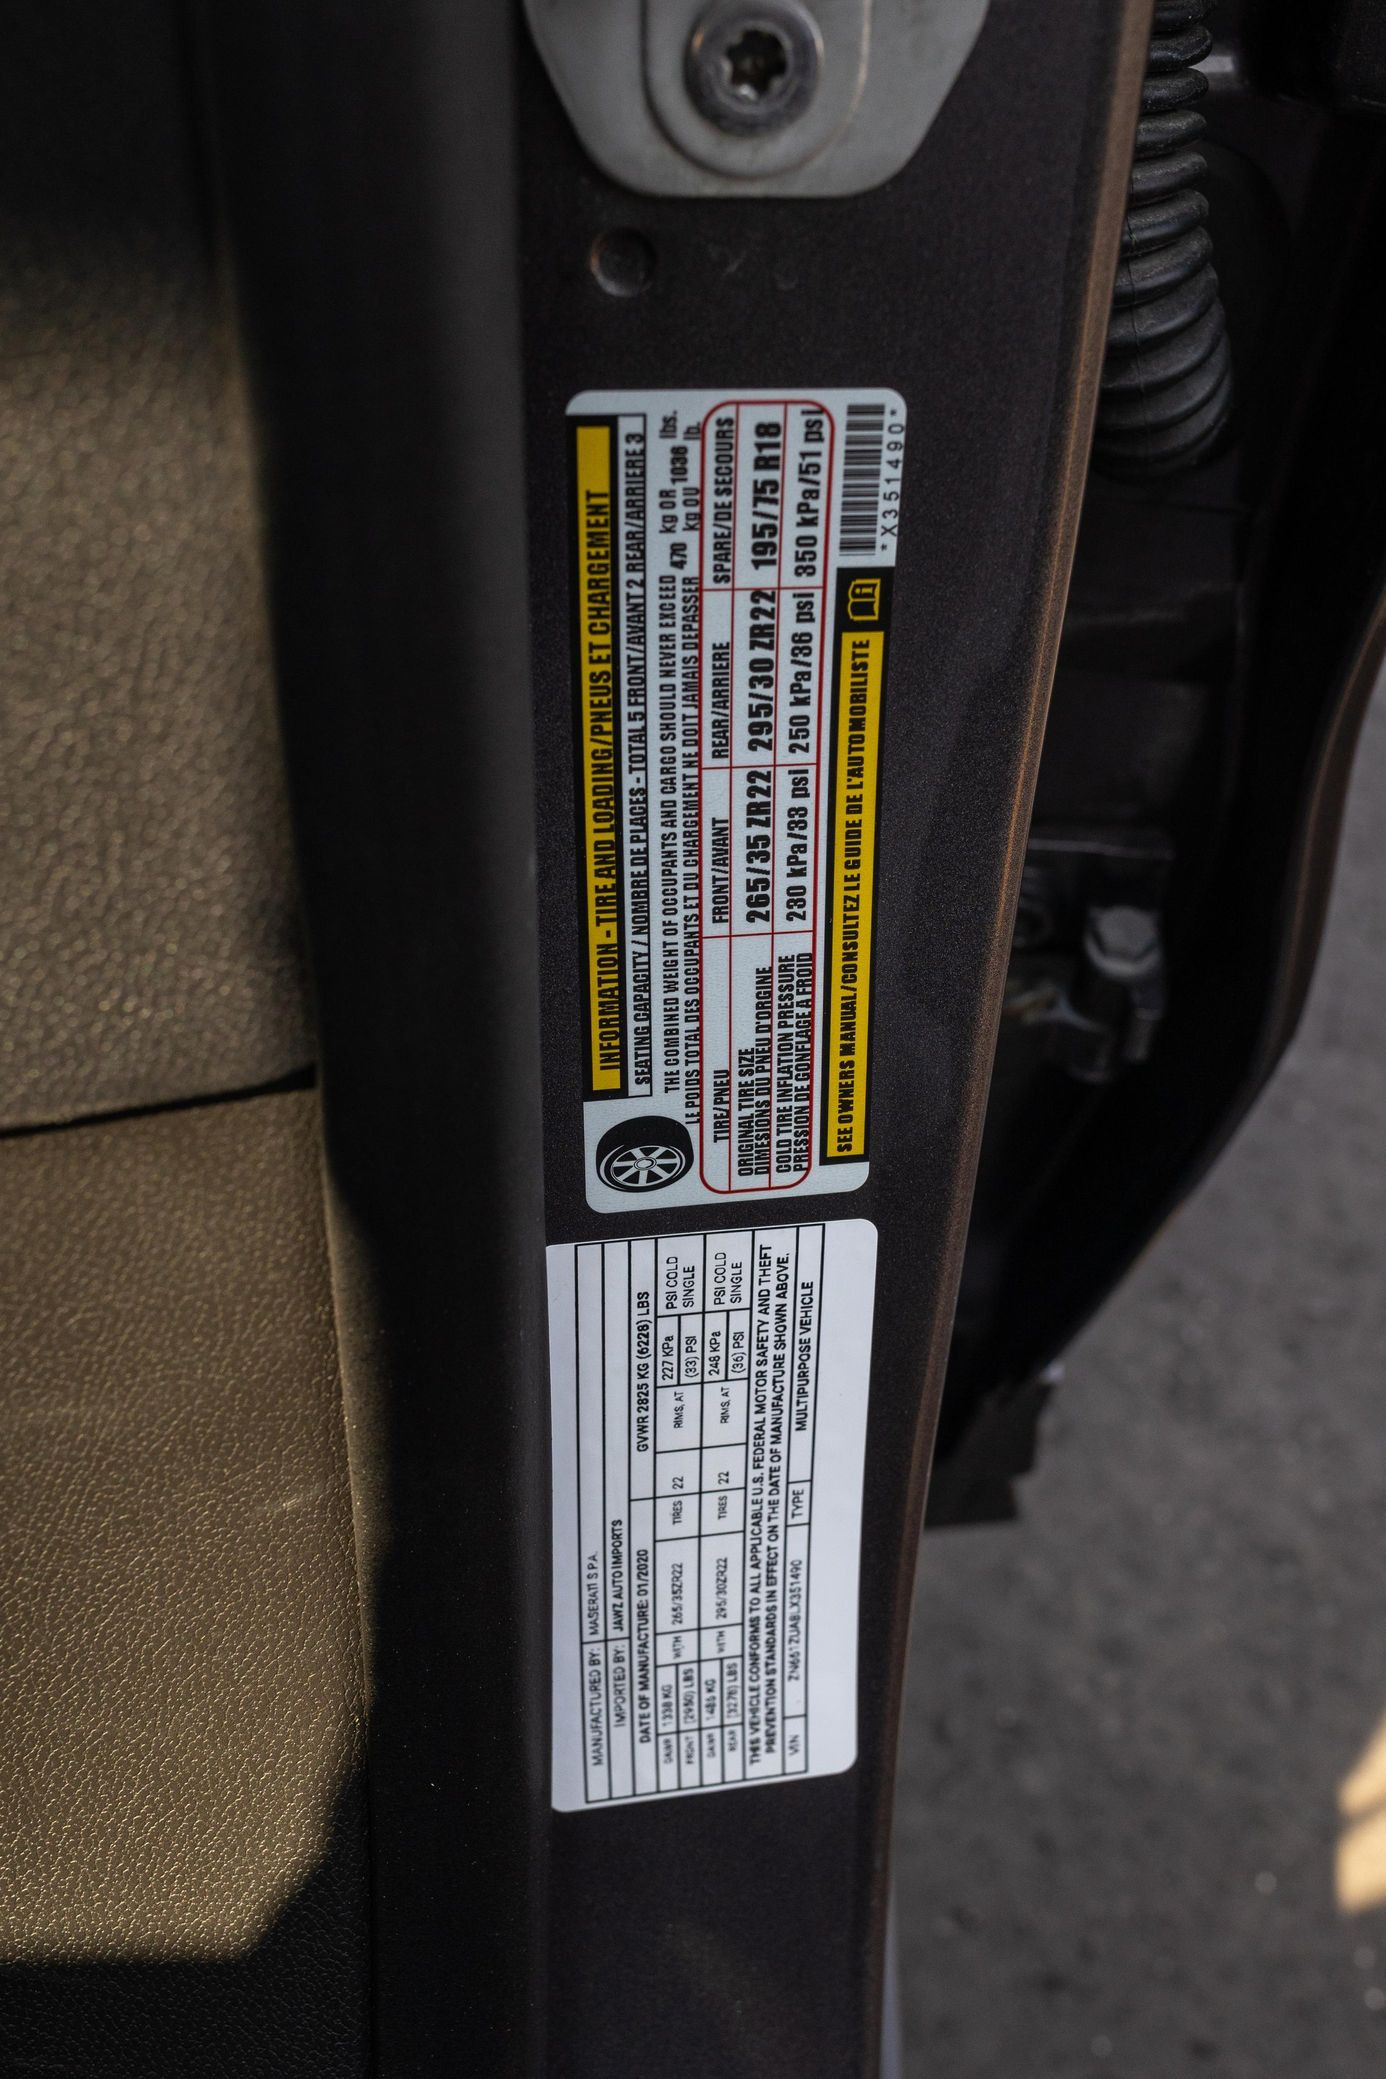 INFORMATION - TIRE AND LOADING/PNEUS ET CHARGEMENT
SEATING CAPACITY / NOMBRE DE PLACES - TOTAL 5 FRONT/AVANT 2 REAR/ARRIERE 3
THE COMBINED WEIGHT OF OCCUPANTS AND CARGO SHOULD NEVER EXCEED 470 kg OR 1036 lbs.
LE POIDS TOTAL DES OCCUPANTS ET DU CHARGEMENT NE DOIT JAMAIS DEPASSER kg OU lb.
TIRE/PNEU FRONT/AVANT REAR/ARRIERE SPARE/DE SECOURS
ORIGINAL TIRE SIZE
DIMESIONS DU PNEU D'ORGINE 265/35 ZR22 295/30 ZR22 195/75 R18
COLD TIRE INFLATION PRESSURE
PRESSION DE GONFLAGE A FROID 230 kPa/33 psi 250 kPa/36 psi 350 kPa/51 psi
SEE OWNERS MANUAL/CONSULTEZ LE GUIDE DE L'AUTOMOBILISTE
*X351490*
MANUFACTURED BY: MASERATI S.P.A.
IMPORTED BY: JAWZ AUTO IMPORTS
DATE OF MANUFACTURE: 01/2020 GVWR 2825 KG (6228) LBS
GAWR 1338 KG WITH 265/35ZR22 TIRES 22 RIMS, AT 227 KPa PSI COLD
FRONT (2950) LBS (33) PSI SINGLE
GAWR 1486 KG WITH 295/30ZR22 TIRES 22 RIMS, AT 248 KPa PSI COLD
REAR (3276) LBS (36) PSI SINGLE
THIS VEHICLE CONFORMS TO ALL APPLICABLE U.S. FEDERAL MOTOR SAFETY AND THEFT
PREVENTION STANDARDS IN EFFECT ON THE DATE OF MANUFACTURE SHOWN ABOVE.
VIN ZN661ZUA8LX351490 TYPE MULTIPURPOSE VEHICLE